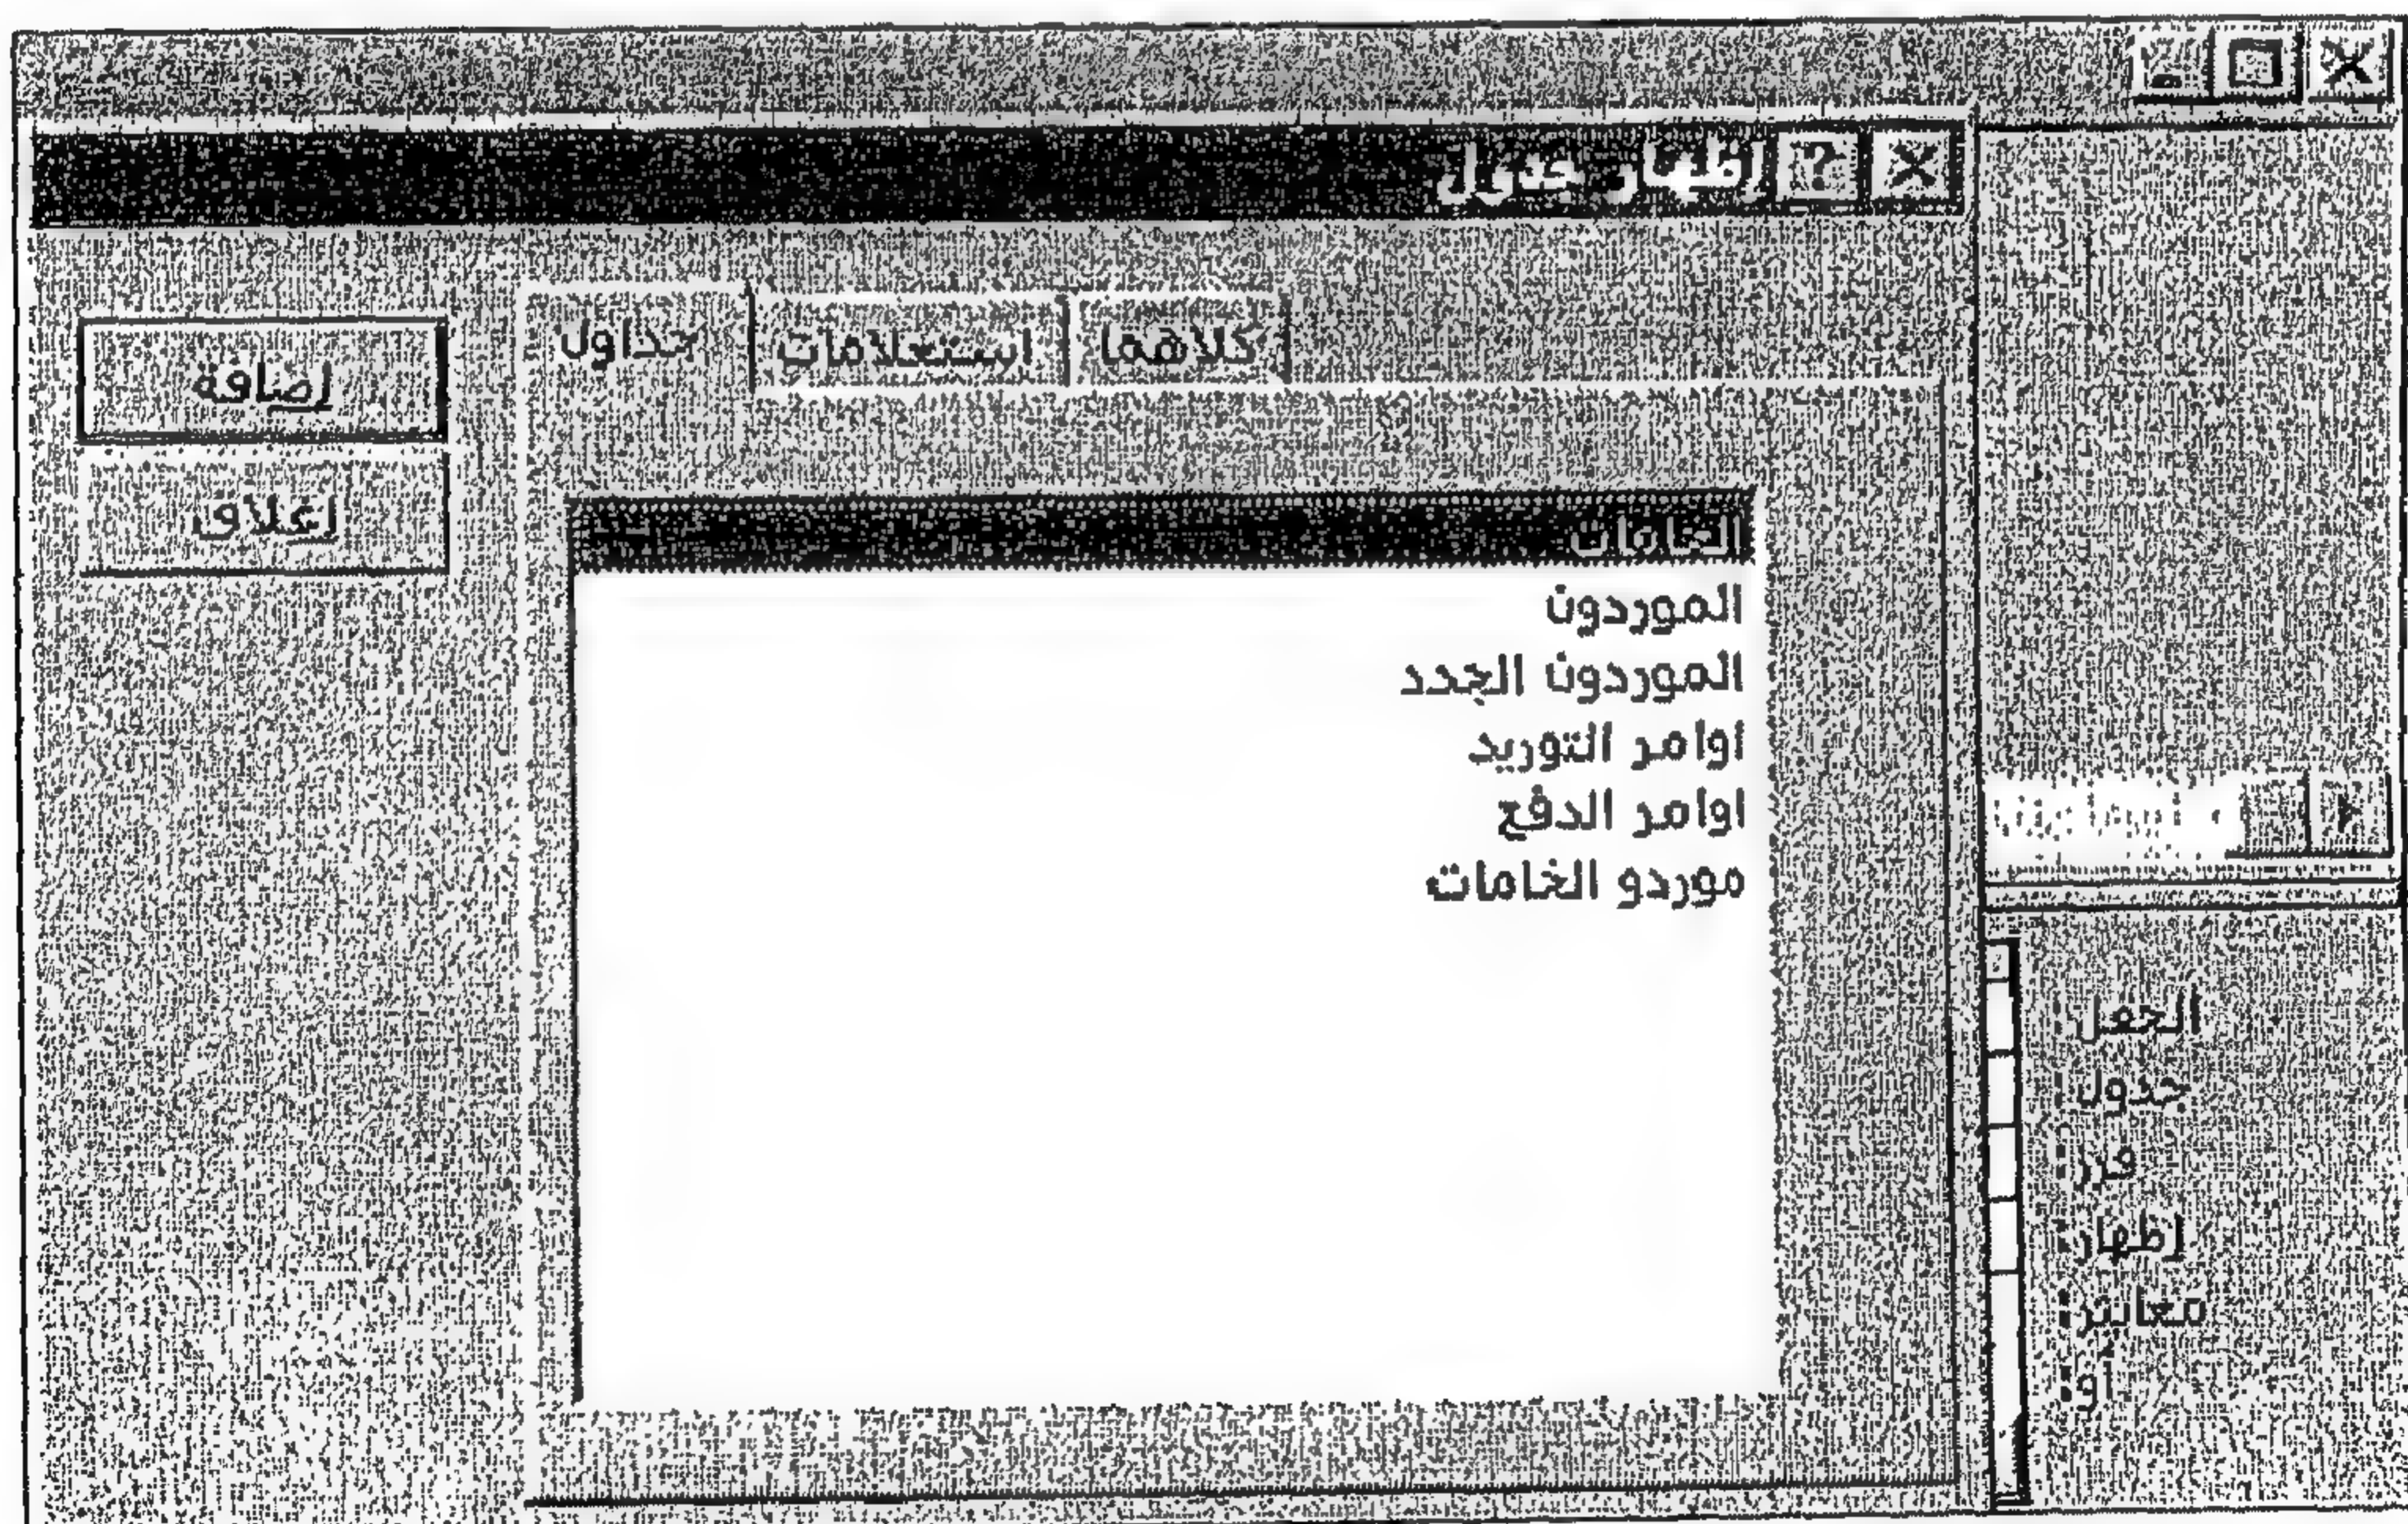 إظهار جدول
جداول
استعلامات
كلاهما
إضافة
إغلاق
الخامات
الموردون
الموردون الجدد
اوامر التوريد
اوامر الدفع
موردو الخامات
الحقل:
جدول:
فرز:
إظهار:
معايير:
أو: